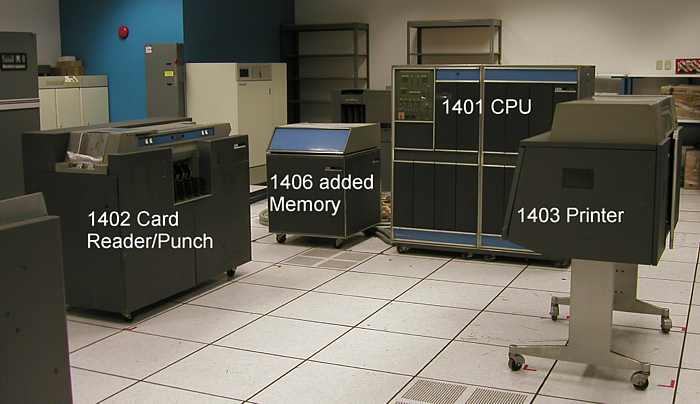 1402 Card
Reader/Punch
1406 added
Memory
1401 CPU
1403 Printer